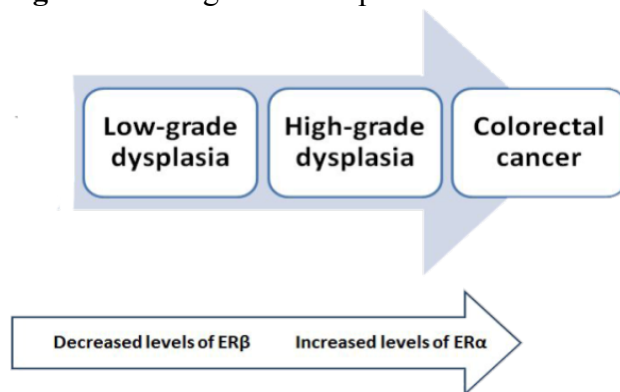 Low-grade
dysplasia
High-grade
dysplasia
Colorectal
cancer
Decreased levels of ERβ
Increased levels of ERα